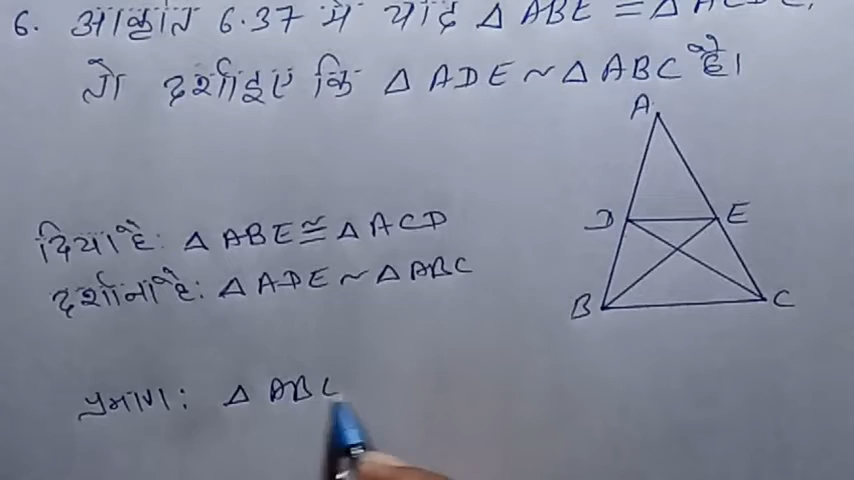 6. आकृति 6.37 में यदि △ ABE ≅ △ ACD है,
तो दर्शाइए कि △ ADE ~ △ ABC है।
A
D E
B C
दिया है: △ ABE ≅ △ ACD
दर्शाना है: △ ADE ~ △ ABC
प्रमाण: △ ABC